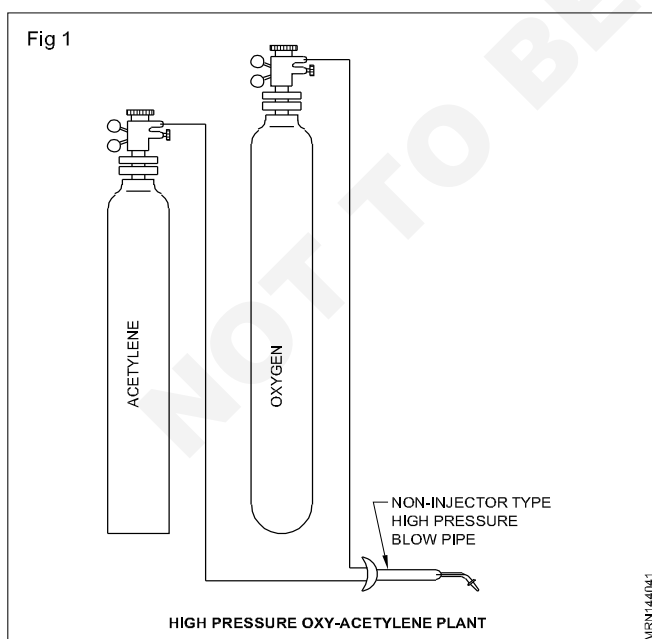 Fig 1
ACETYLENE
OXYGEN
NON-INJECTOR TYPE
HIGH PRESSURE
BLOW PIPE
HIGH PRESSURE OXY-ACETYLENE PLANT
NOT TO BE